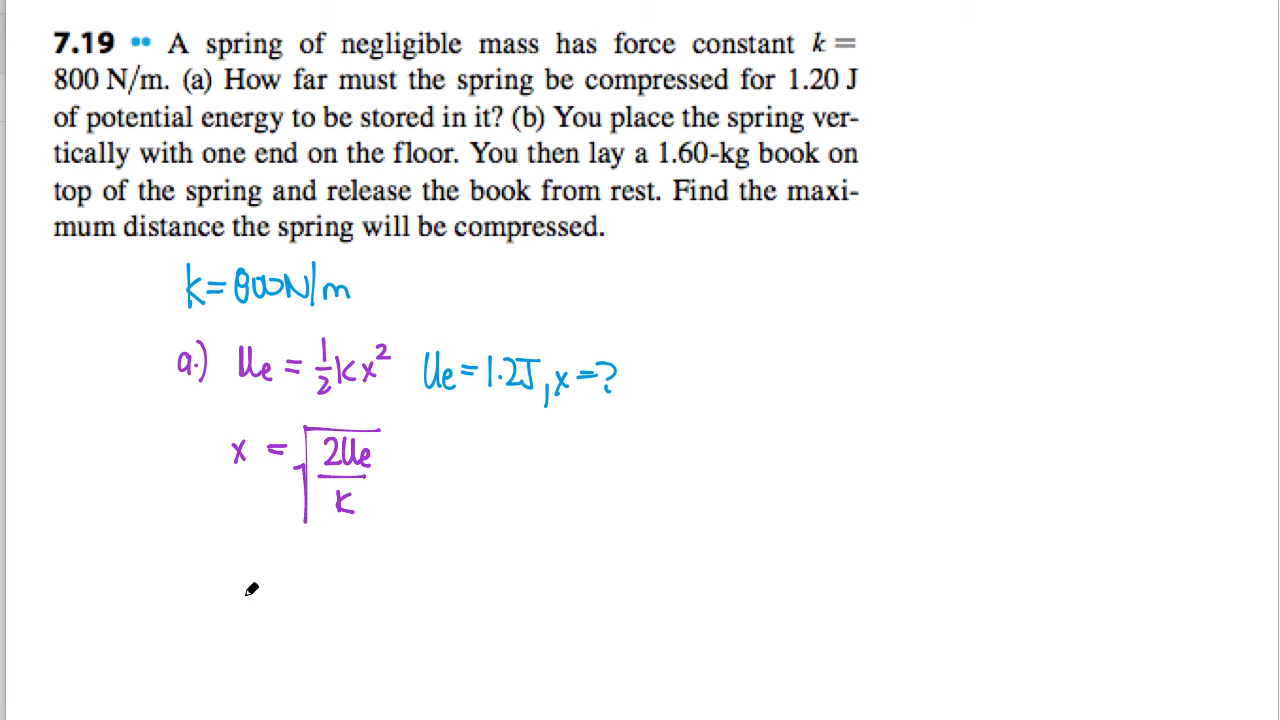 7.19 •• A spring of negligible mass has force constant k =
800 N/m. (a) How far must the spring be compressed for 1.20 J
of potential energy to be stored in it? (b) You place the spring ver-
tically with one end on the floor. You then lay a 1.60-kg book on
top of the spring and release the book from rest. Find the maxi-
mum distance the spring will be compressed.
k = 800N/m
a.) Ue = 1/2 kx² Ue = 1.2J, x = ?
x = √(2Ue/k)